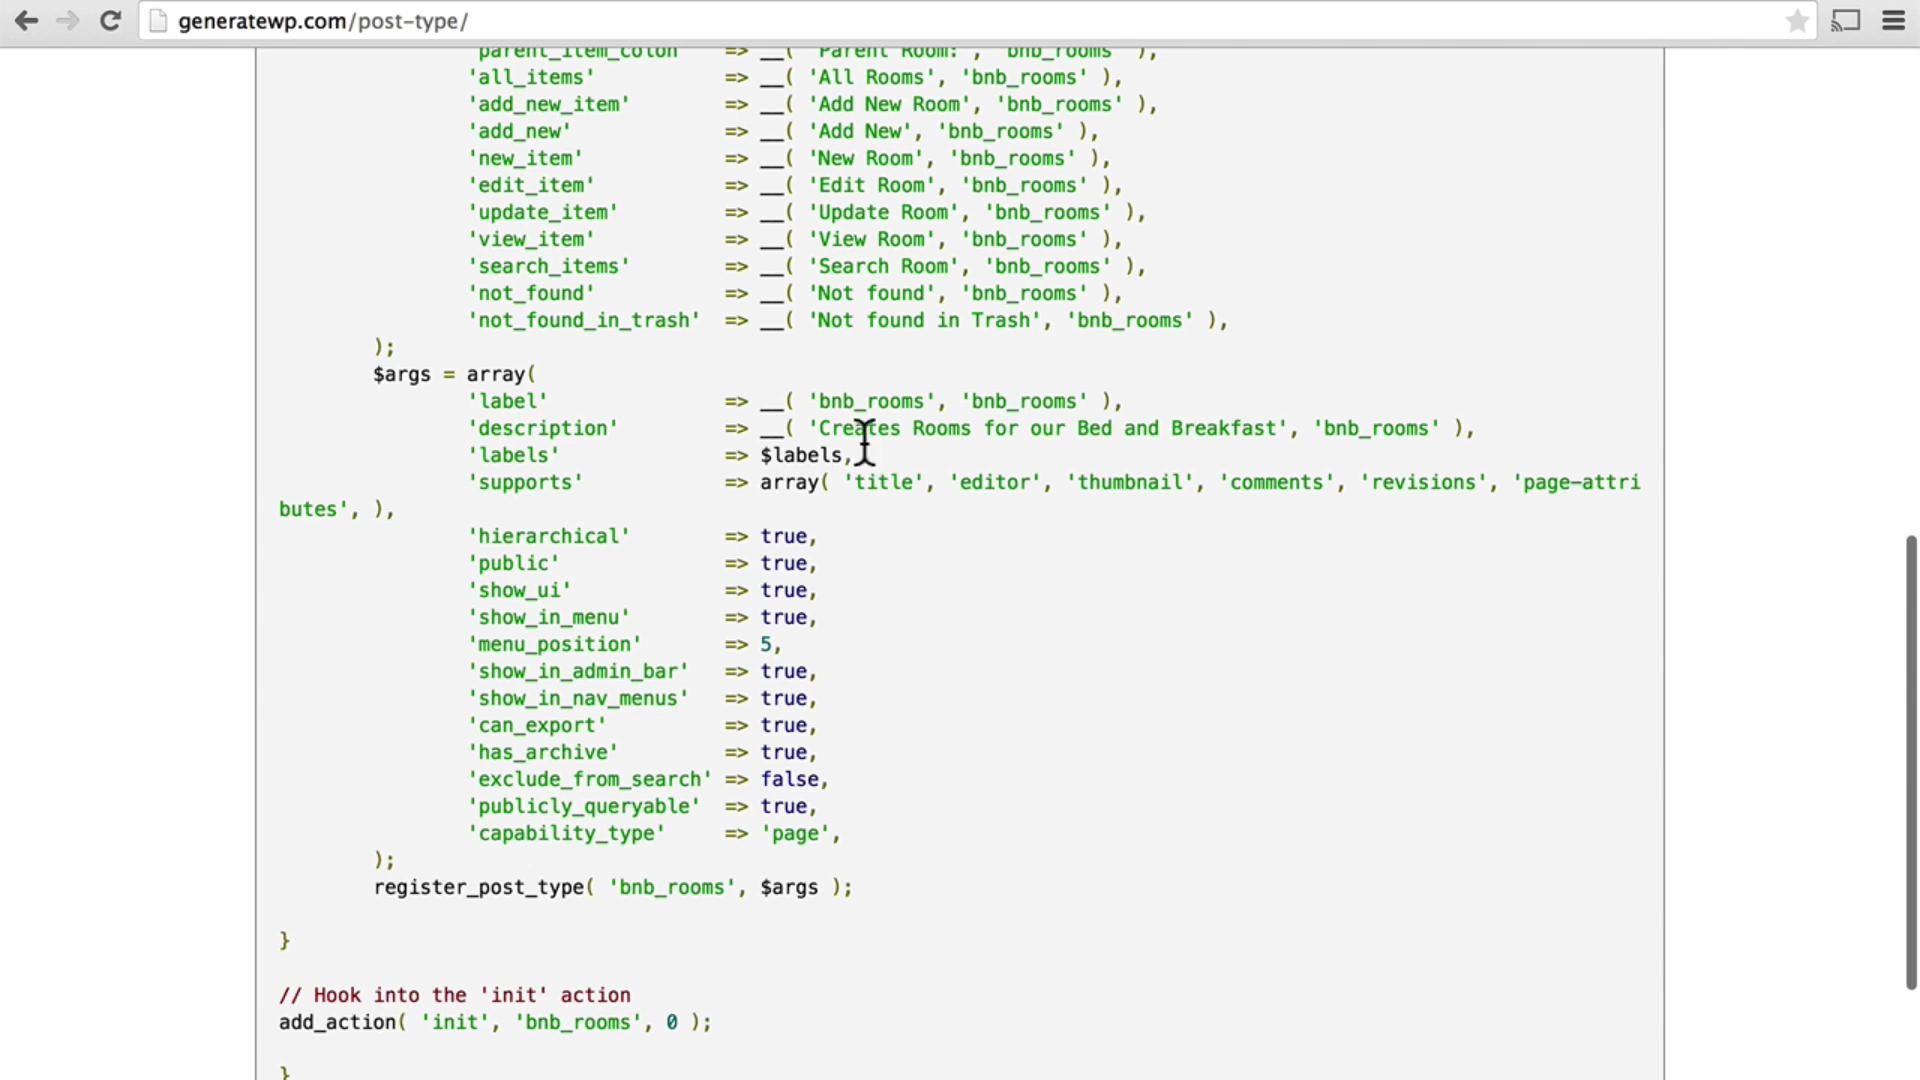 generatewp.com/post-type/
'parent_item_colon' => __( 'Parent Room:', 'bnb_rooms' ),
'all_items' => __( 'All Rooms', 'bnb_rooms' ),
'add_new_item' => __( 'Add New Room', 'bnb_rooms' ),
'add_new' => __( 'Add New', 'bnb_rooms' ),
'new_item' => __( 'New Room', 'bnb_rooms' ),
'edit_item' => __( 'Edit Room', 'bnb_rooms' ),
'update_item' => __( 'Update Room', 'bnb_rooms' ),
'view_item' => __( 'View Room', 'bnb_rooms' ),
'search_items' => __( 'Search Room', 'bnb_rooms' ),
'not_found' => __( 'Not found', 'bnb_rooms' ),
'not_found_in_trash' => __( 'Not found in Trash', 'bnb_rooms' ),
);
$args = array(
'label' => __( 'bnb_rooms', 'bnb_rooms' ),
'description' => __( 'Creates Rooms for our Bed and Breakfast', 'bnb_rooms' ),
'labels' => $labels,
'supports' => array( 'title', 'editor', 'thumbnail', 'comments', 'revisions', 'page-attri
butes', ),
'hierarchical' => true,
'public' => true,
'show_ui' => true,
'show_in_menu' => true,
'menu_position' => 5,
'show_in_admin_bar' => true,
'show_in_nav_menus' => true,
'can_export' => true,
'has_archive' => true,
'exclude_from_search' => false,
'publicly_queryable' => true,
'capability_type' => 'page',
);
register_post_type( 'bnb_rooms', $args );
}
// Hook into the 'init' action
add_action( 'init', 'bnb_rooms', 0 );
}